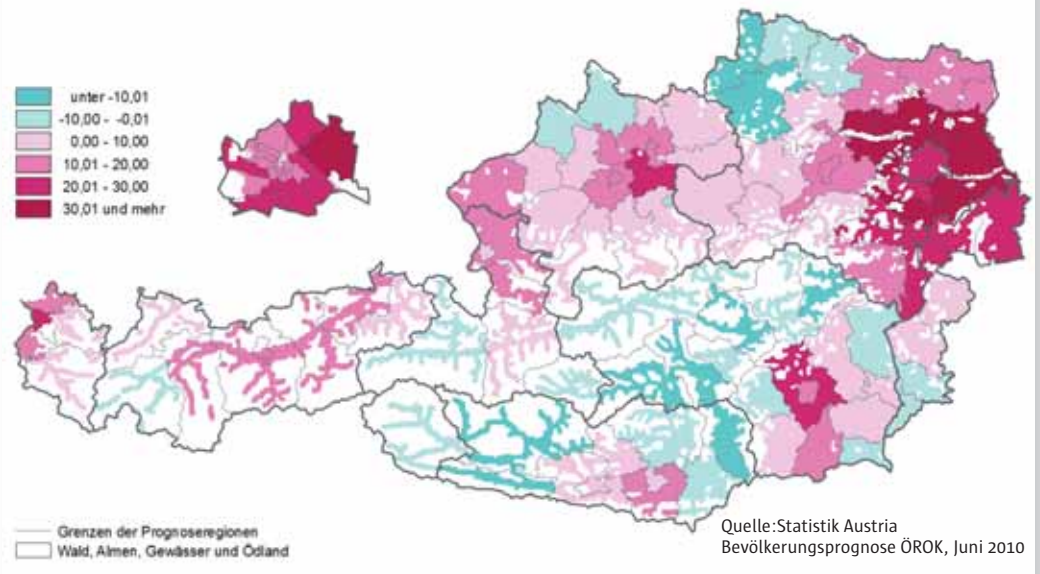 unter -10,01
-10,00 - -0,01
0,00 - 10,00
10,01 - 20,00
20,01 - 30,00
30,01 und mehr
Grenzen der Prognoseregionen
Wald, Almen, Gewässer und Ödland
Quelle:Statistik Austria
Bevölkerungsprognose ÖROK, Juni 2010